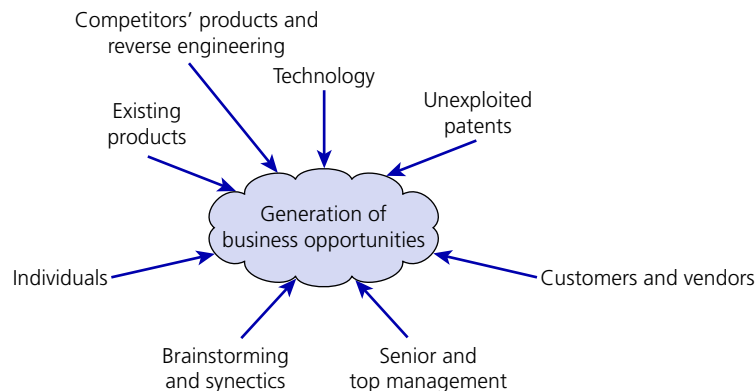 Competitors’ products and
reverse engineering
Technology
Unexploited
patents
Existing
products
Generation of
business opportunities
Individuals
Customers and vendors
Brainstorming
and synectics
Senior and
top management